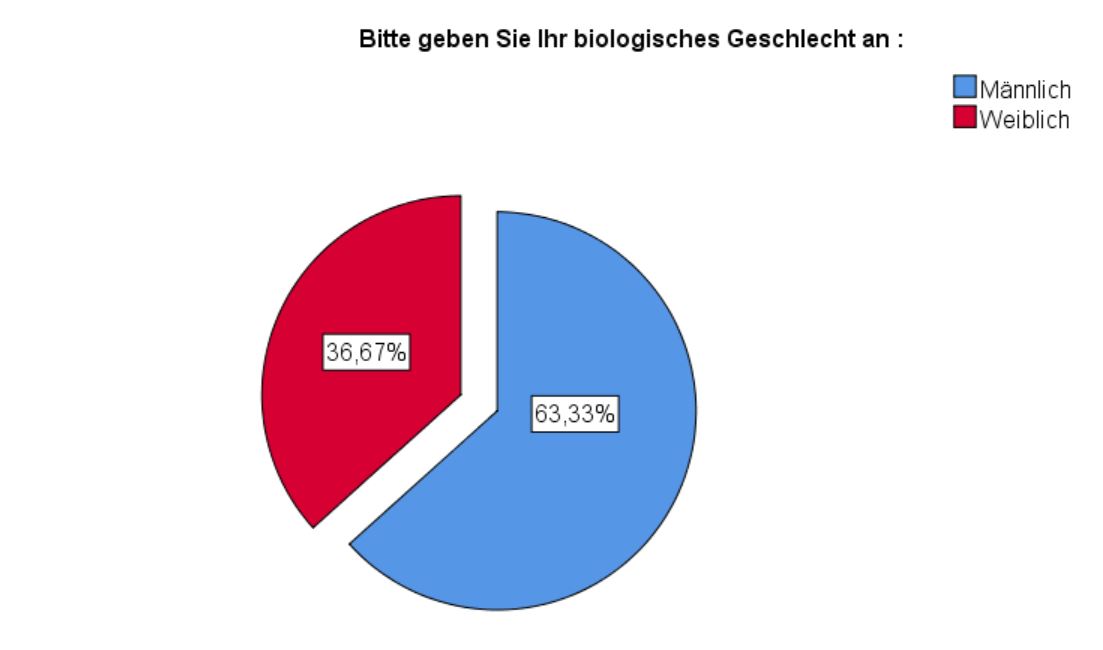 Bitte geben Sie Ihr biologisches Geschlecht an :
Männlich
Weiblich
36,67%
63,33%